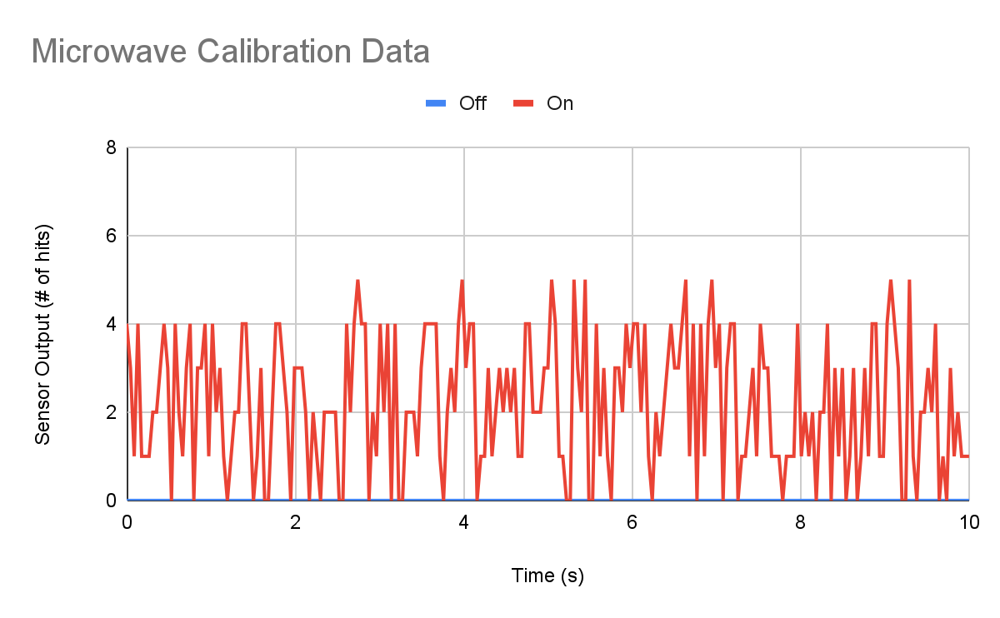 Microwave Calibration Data
Off On
8
6
4
2
0
Sensor Output (# of hits)
0 2 4 6 8 10
Time (s)